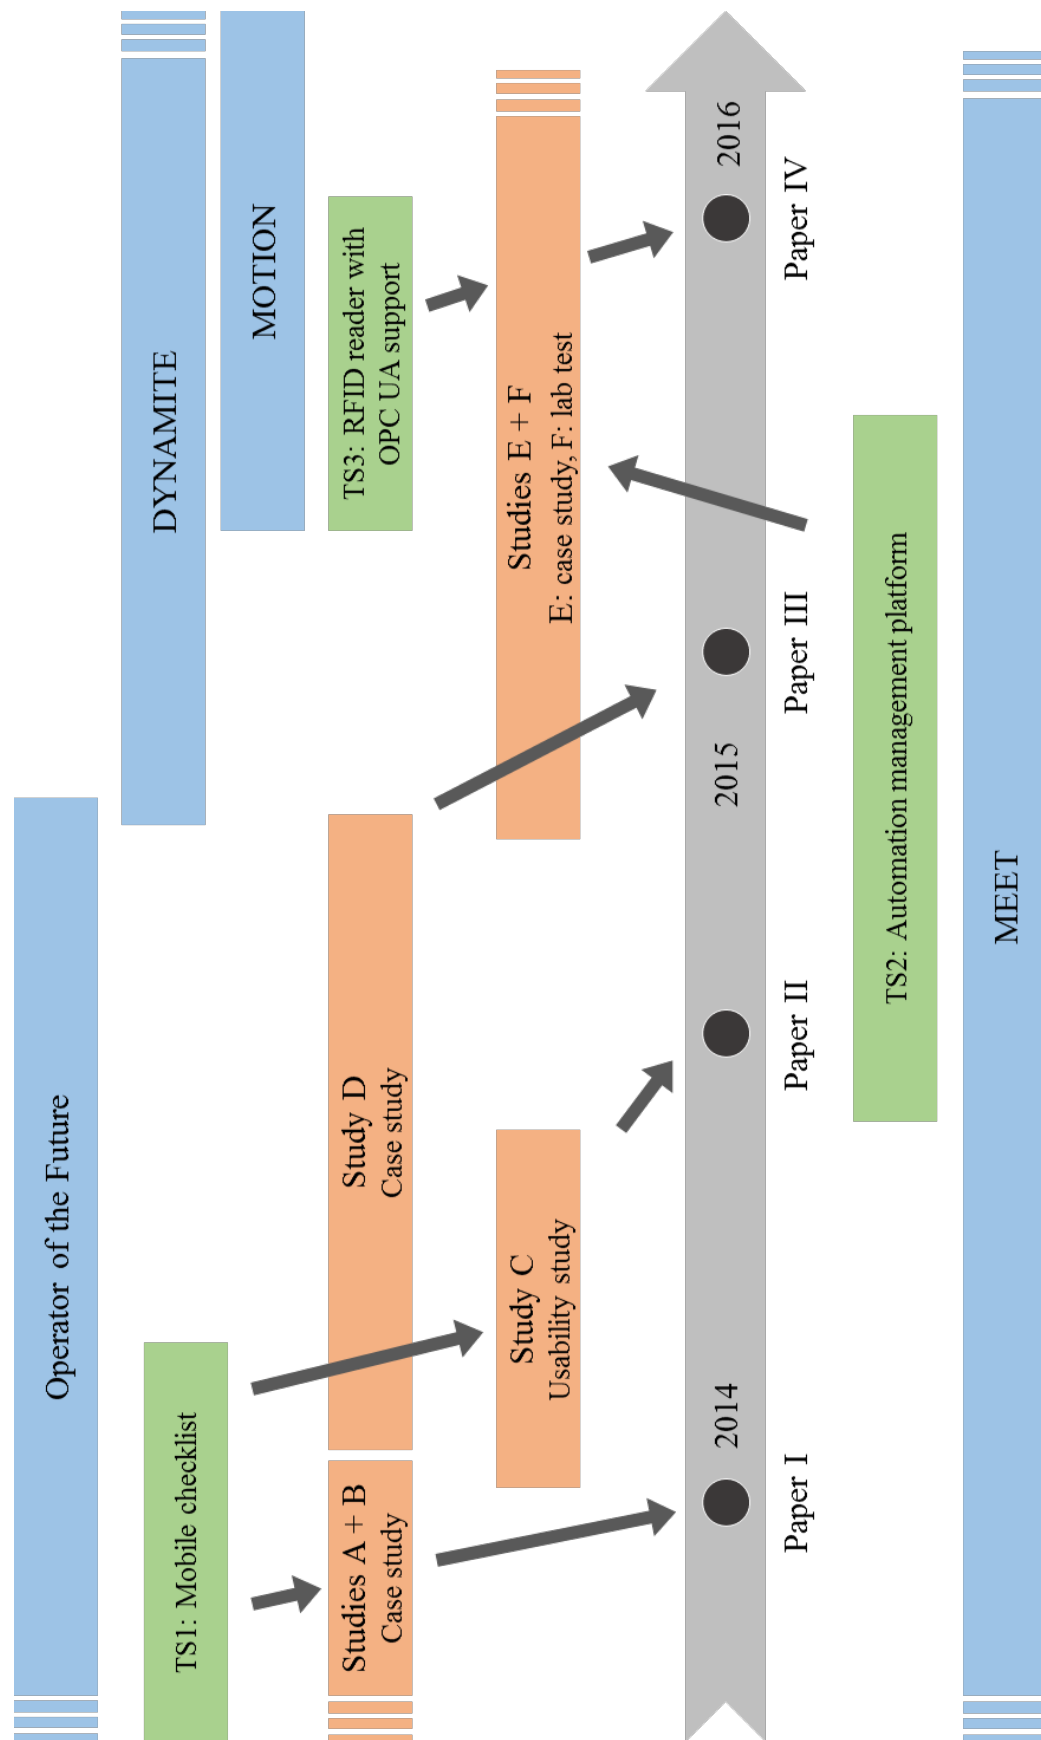 Operator of the Future
DYNAMITE
MOTION
TS1: Mobile checklist
TS3: RFID reader with
OPC UA support
Studies A + B
Case study
Study D
Case study
Study C
Usability study
Studies E + F
E: case study, F: lab test
2014
2015
2016
Paper I
Paper II
Paper III
Paper IV
TS2: Automation management platform
MEET